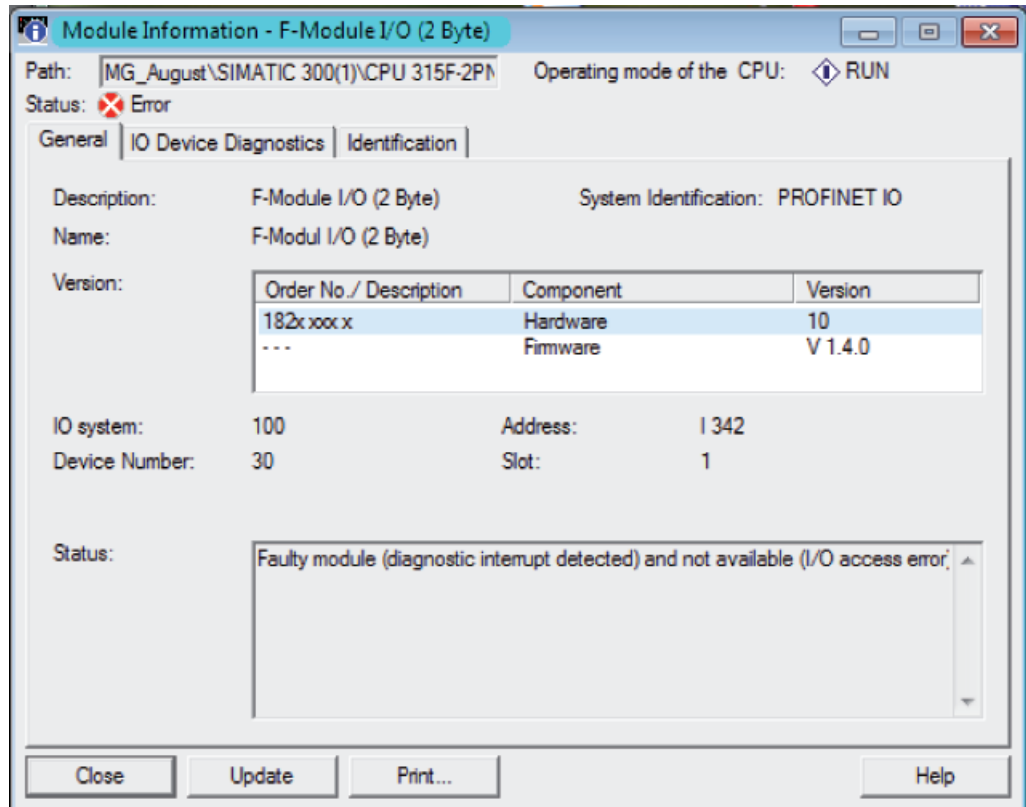 Module Information - F-Module I/O (2 Byte)
Path: MG_August\SIMATIC 300(1)\CPU 315F-2PN Operating mode of the CPU: RUN
Status: Error
General IO Device Diagnostics Identification
Description: F-Module I/O (2 Byte) System Identification: PROFINET IO
Name: F-Modul I/O (2 Byte)
Version:
Order No./ Description Component Version
182x xxx x Hardware 10
- - - Firmware V 1.4.0
IO system: 100 Address: I 342
Device Number: 30 Slot: 1
Status: Faulty module (diagnostic interrupt detected) and not available (I/O access error)
Close Update Print... Help